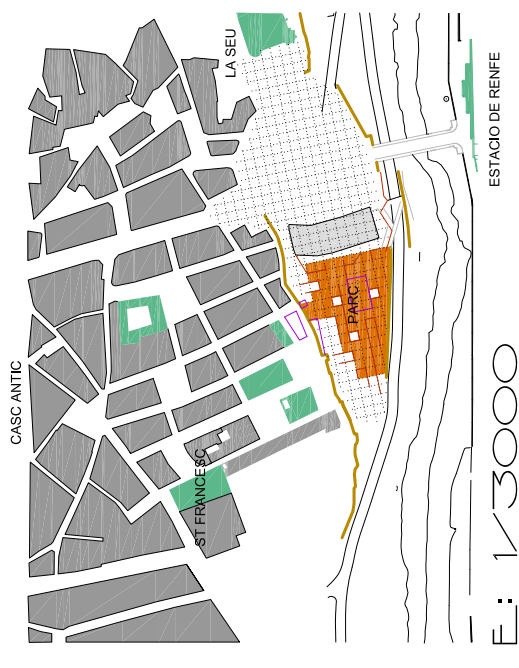 CASC ANTIC
ST FRANCESC
LA SEU
PARC
ESTACIO DE RENFE
E: 1/3000